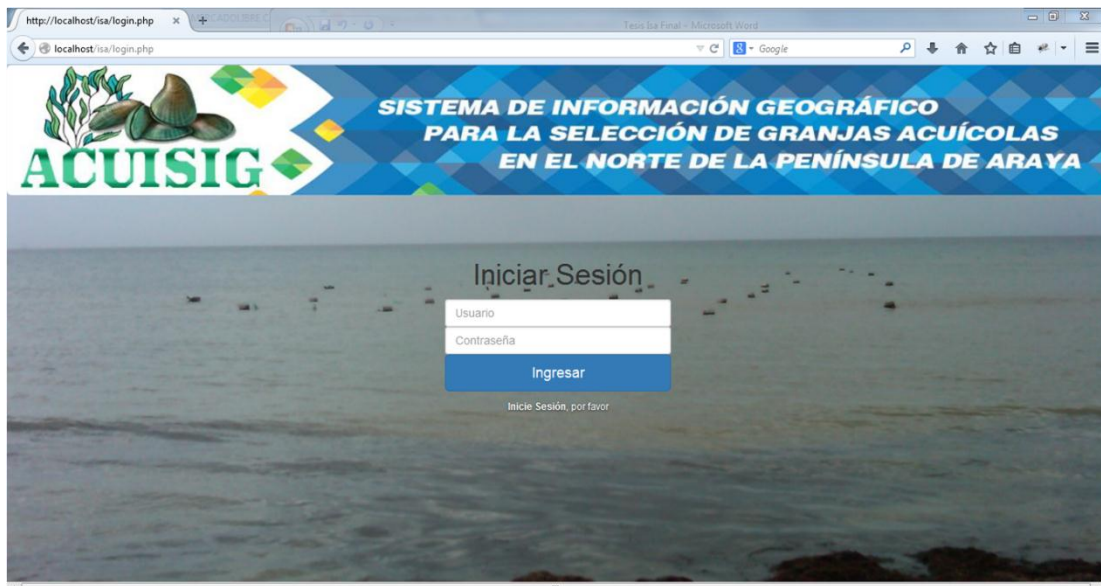 http://localhost/isa/login.php
Tesis Isa Final - Microsoft Word
localhost/isa/login.php
Google
ACUISIG
SISTEMA DE INFORMACIÓN GEOGRÁFICO
PARA LA SELECCIÓN DE GRANJAS ACUÍCOLAS
EN EL NORTE DE LA PENÍNSULA DE ARAYA
Iniciar Sesión
Usuario
Contraseña
Ingresar
Inicie Sesión, por favor